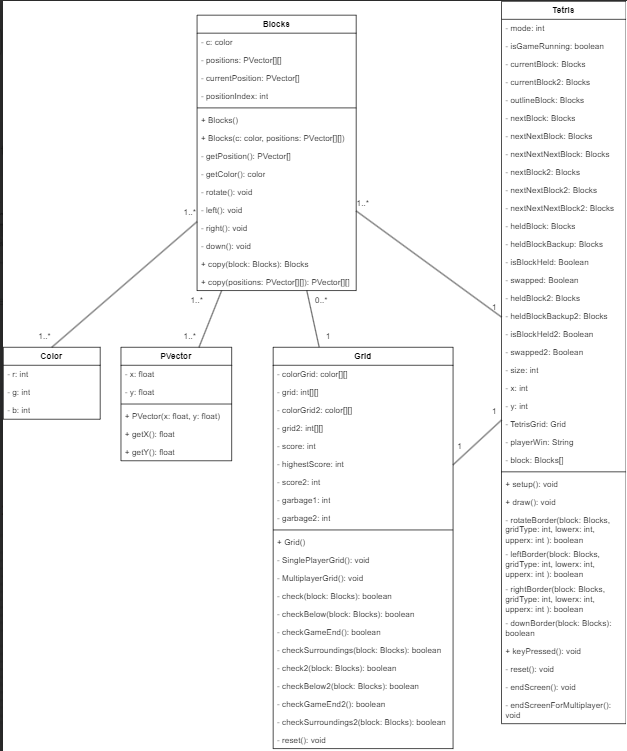 Blocks
- c: color
- positions: PVector[][]
- currentPosition: PVector[]
- positionIndex: int
+ Blocks()
+ Blocks(c: color, positions: PVector[][])
- getPosition(): PVector[]
- getColor(): color
- rotate(): void
- left(): void
- right(): void
- down(): void
+ copy(block: Blocks): Blocks
+ copy(positions: PVector[][]): PVector[][]
1..*
1..*
1..*
0..*
1..*
1..*
1
1
1
1
Color
- r: int
- g: int
- b: int
PVector
- x: float
- y: float
+ PVector(x: float, y: float)
+ getX(): float
+ getY(): float
Grid
- colorGrid: color[][]
- grid: int[][]
- colorGrid2: color[][]
- grid2: int[][]
- score: int
- highestScore: int
- score2: int
- garbage1: int
- garbage2: int
+ Grid()
- SinglePlayerGrid(): void
- MultiplayerGrid(): void
- check(block: Blocks): boolean
- checkBelow(block: Blocks): boolean
- checkGameEnd(): boolean
- checkSurroundings(block: Blocks): boolean
- check2(block: Blocks): boolean
- checkBelow2(block: Blocks): boolean
- checkGameEnd2(): boolean
- checkSurroundings2(block: Blocks): boolean
- reset(): void
Tetris
- mode: int
- isGameRunning: boolean
- currentBlock: Blocks
- currentBlock2: Blocks
- outlineBlock: Blocks
- nextBlock: Blocks
- nextNextBlock: Blocks
- nextNextNextBlock: Blocks
- nextBlock2: Blocks
- nextNextBlock2: Blocks
- nextNextNextBlock2: Blocks
- heldBlock: Blocks
- heldBlockBackup: Blocks
- isBlockHeld: Boolean
- swapped: Boolean
- heldBlock2: Blocks
- heldBlockBackup2: Blocks
- isBlockHeld2: Boolean
- swapped2: Boolean
- size: int
- x: int
- y: int
- TetrisGrid: Grid
- playerWin: String
- block: Blocks[]
+ setup(): void
+ draw(): void
- rotateBorder(block: Blocks,
gridType: int, lowerx: int,
upperx: int ): boolean
- leftBorder(block: Blocks,
gridType: int, lowerx: int,
upperx: int ): boolean
- rightBorder(block: Blocks,
gridType: int, lowerx: int,
upperx: int ): boolean
- downBorder(block: Blocks):
boolean
+ keyPressed(): void
- reset(): void
- endScreen(): void
- endScreenForMultiplayer():
void